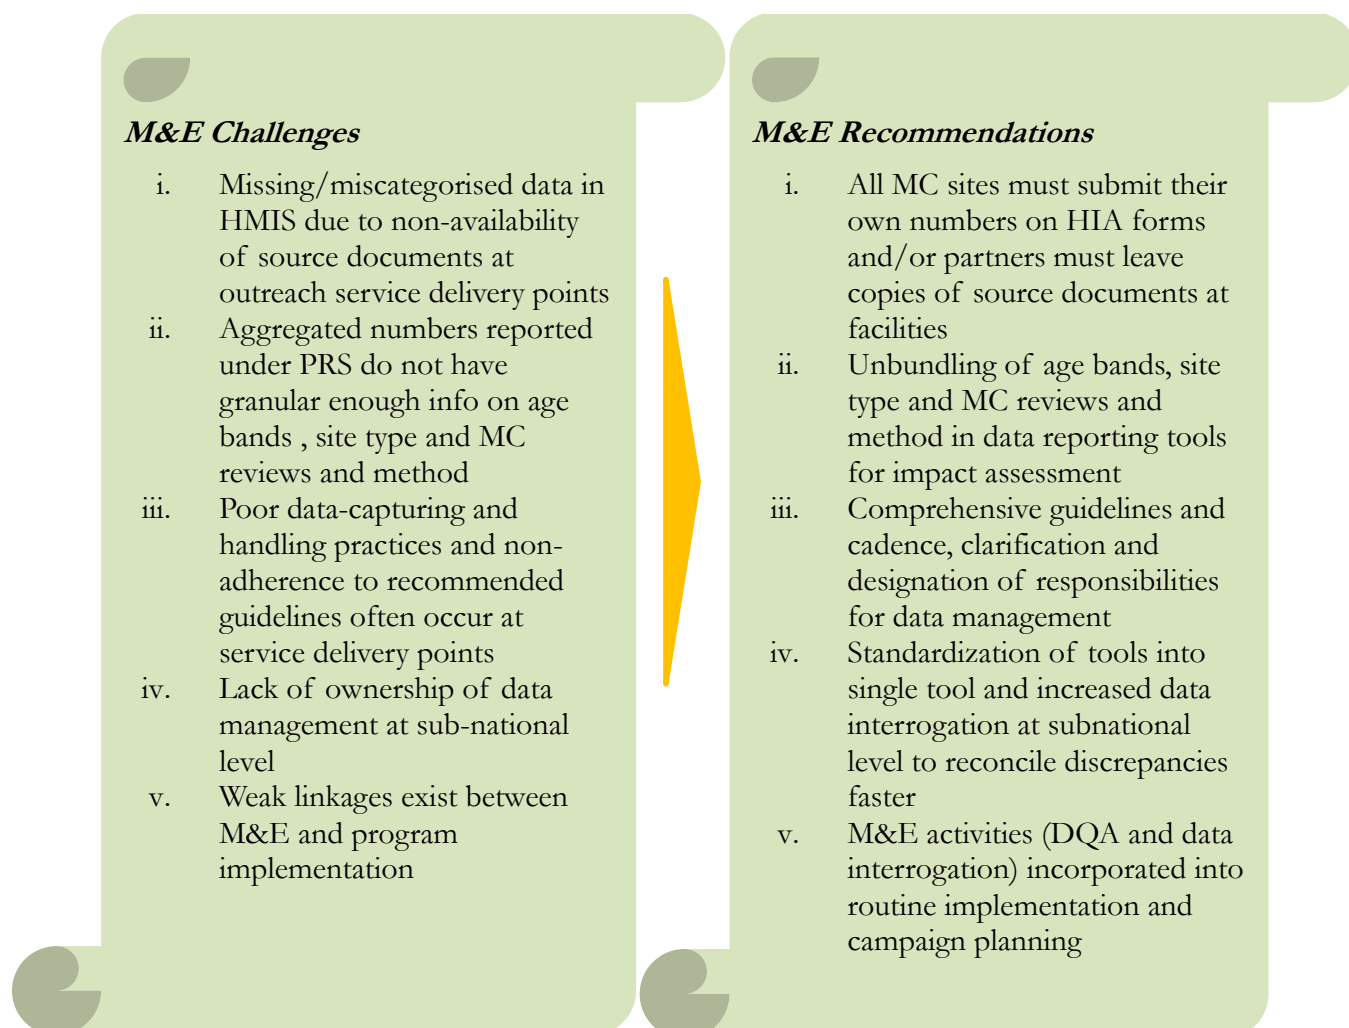 M&E Challenges
i. Missing/miscategorised data in
HMIS due to non-availability
of source documents at
outreach service delivery points
ii. Aggregated numbers reported
under PRS do not have
granular enough info on age
bands , site type and MC
reviews and method
iii. Poor data-capturing and
handling practices and non-
adherence to recommended
guidelines often occur at
service delivery points
iv. Lack of ownership of data
management at sub-national
level
v. Weak linkages exist between
M&E and program
implementation
M&E Recommendations
i. All MC sites must submit their
own numbers on HIA forms
and/or partners must leave
copies of source documents at
facilities
ii. Unbundling of age bands, site
type and MC reviews and
method in data reporting tools
for impact assessment
iii. Comprehensive guidelines and
cadence, clarification and
designation of responsibilities
for data management
iv. Standardization of tools into
single tool and increased data
interrogation at subnational
level to reconcile discrepancies
faster
v. M&E activities (DQA and data
interrogation) incorporated into
routine implementation and
campaign planning